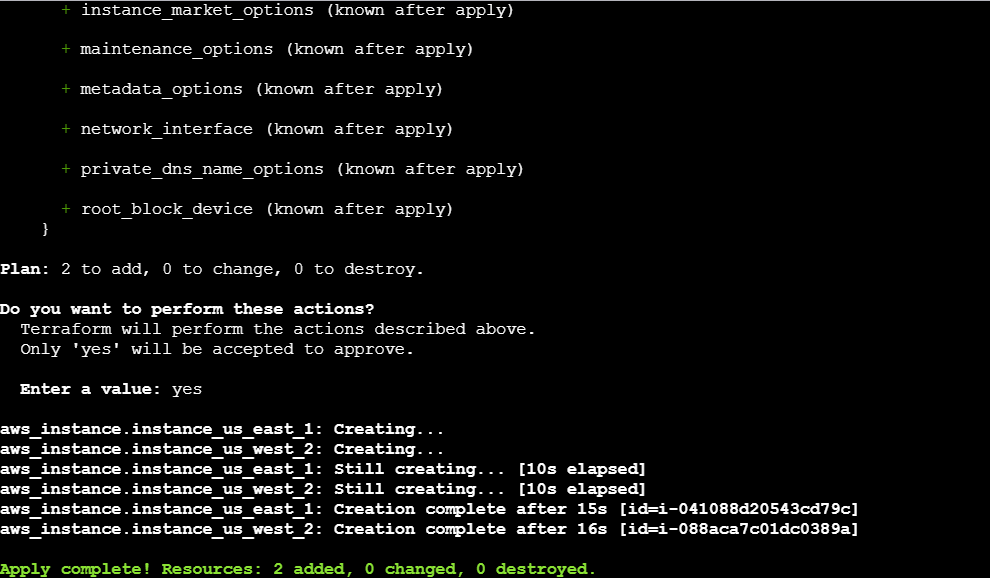 + instance_market_options (known after apply)
+ maintenance_options (known after apply)
+ metadata_options (known after apply)
+ network_interface (known after apply)
+ private_dns_name_options (known after apply)
+ root_block_device (known after apply)
}
Plan: 2 to add, 0 to change, 0 to destroy.
Do you want to perform these actions?
Terraform will perform the actions described above.
Only 'yes' will be accepted to approve.
Enter a value: yes
aws_instance.instance_us_east_1: Creating...
aws_instance.instance_us_west_2: Creating...
aws_instance.instance_us_east_1: Still creating... [10s elapsed]
aws_instance.instance_us_west_2: Still creating... [10s elapsed]
aws_instance.instance_us_east_1: Creation complete after 15s [id=i-041088d20543cd79c]
aws_instance.instance_us_west_2: Creation complete after 16s [id=i-088aca7c01dc0389a]
Apply complete! Resources: 2 added, 0 changed, 0 destroyed.